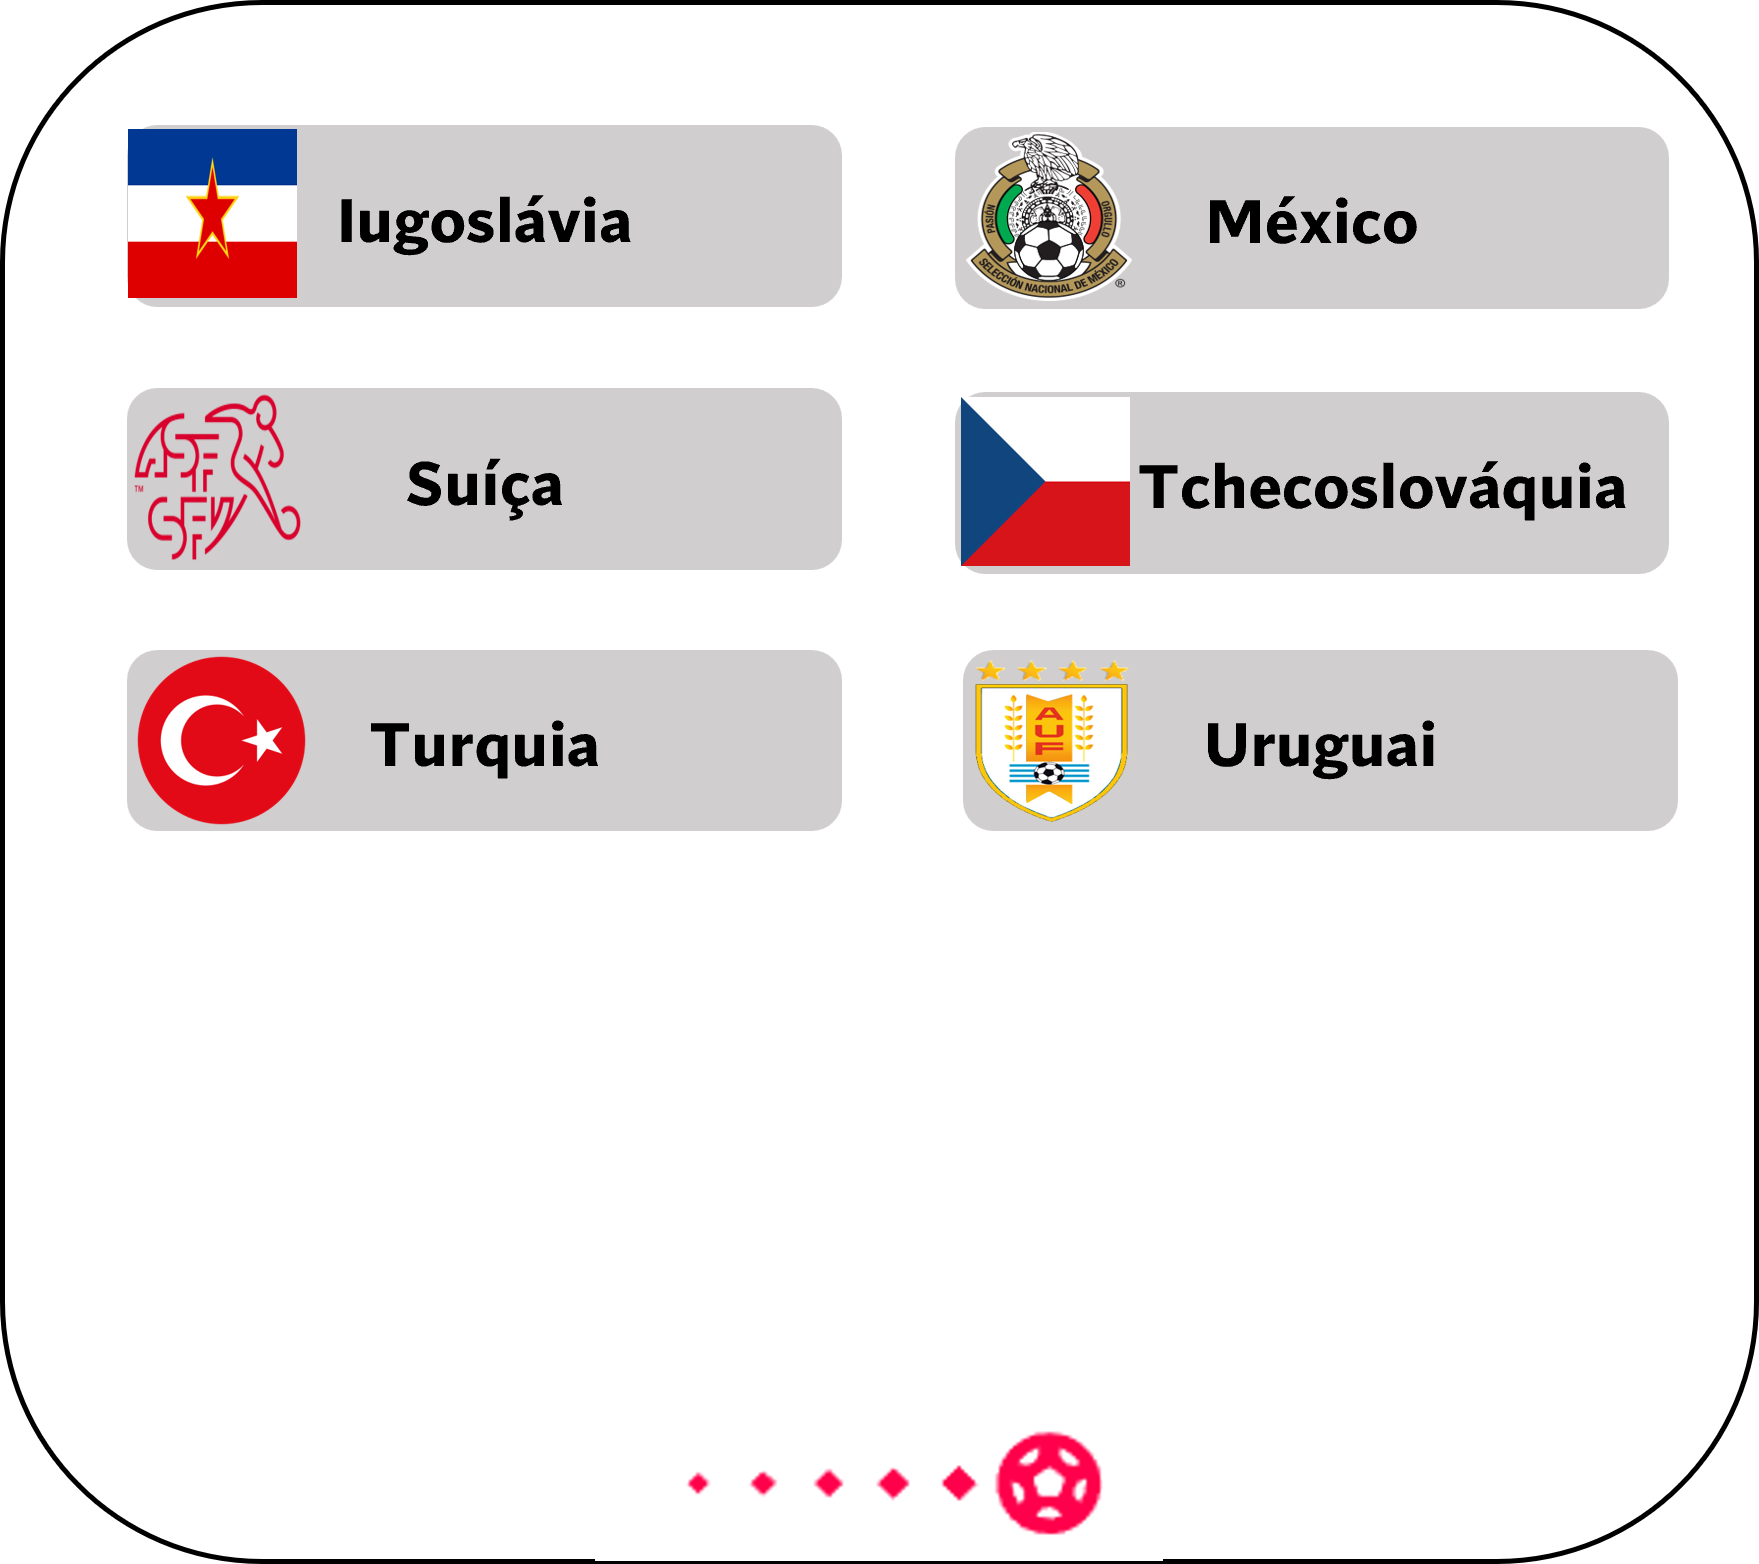 Iugoslávia
México
PASIÓN
ORGULLO
SELECCIÓN NACIONAL DE MÉXICO
®
Suíça
ASF
SFV
TM
Tchecoslováquia
Turquia
Uruguai
AUF